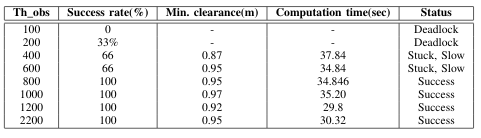 Th_obs Success rate(%) Min. clearance(m) Computation time(sec) Status
100 0 - - Deadlock
200 33% - - Deadlock
400 66 0.87 37.84 Stuck, Slow
600 66 0.95 34.84 Stuck, Slow
800 100 0.95 34.846 Success
1000 100 0.97 35.20 Success
1200 100 0.92 29.8 Success
2200 100 0.95 30.32 Success